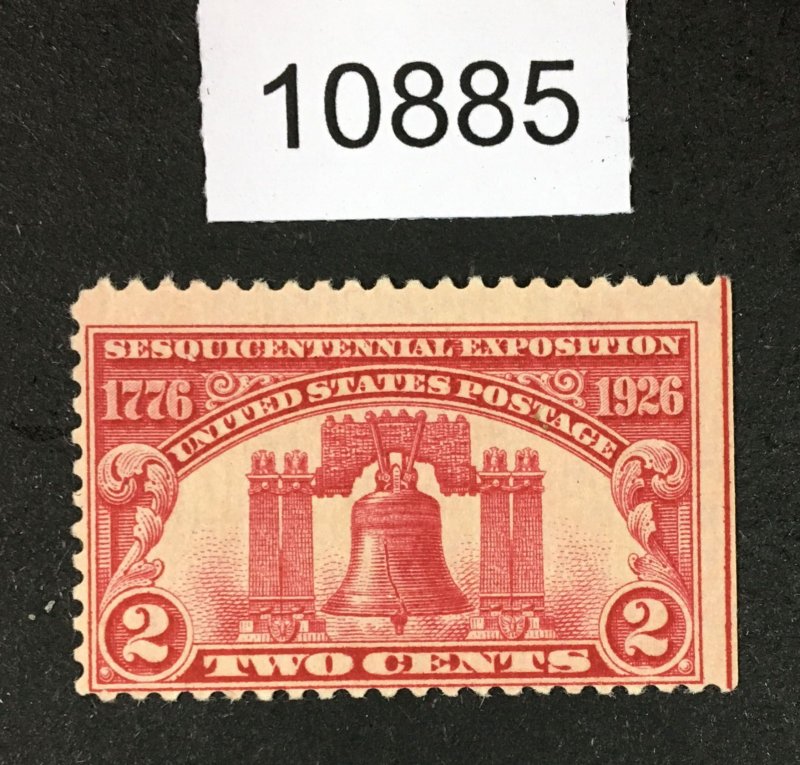 10885
SESQUICENTENNIAL EXPOSITION
1776 UNITED STATES POSTAGE 1926
2 TWO CENTS 2